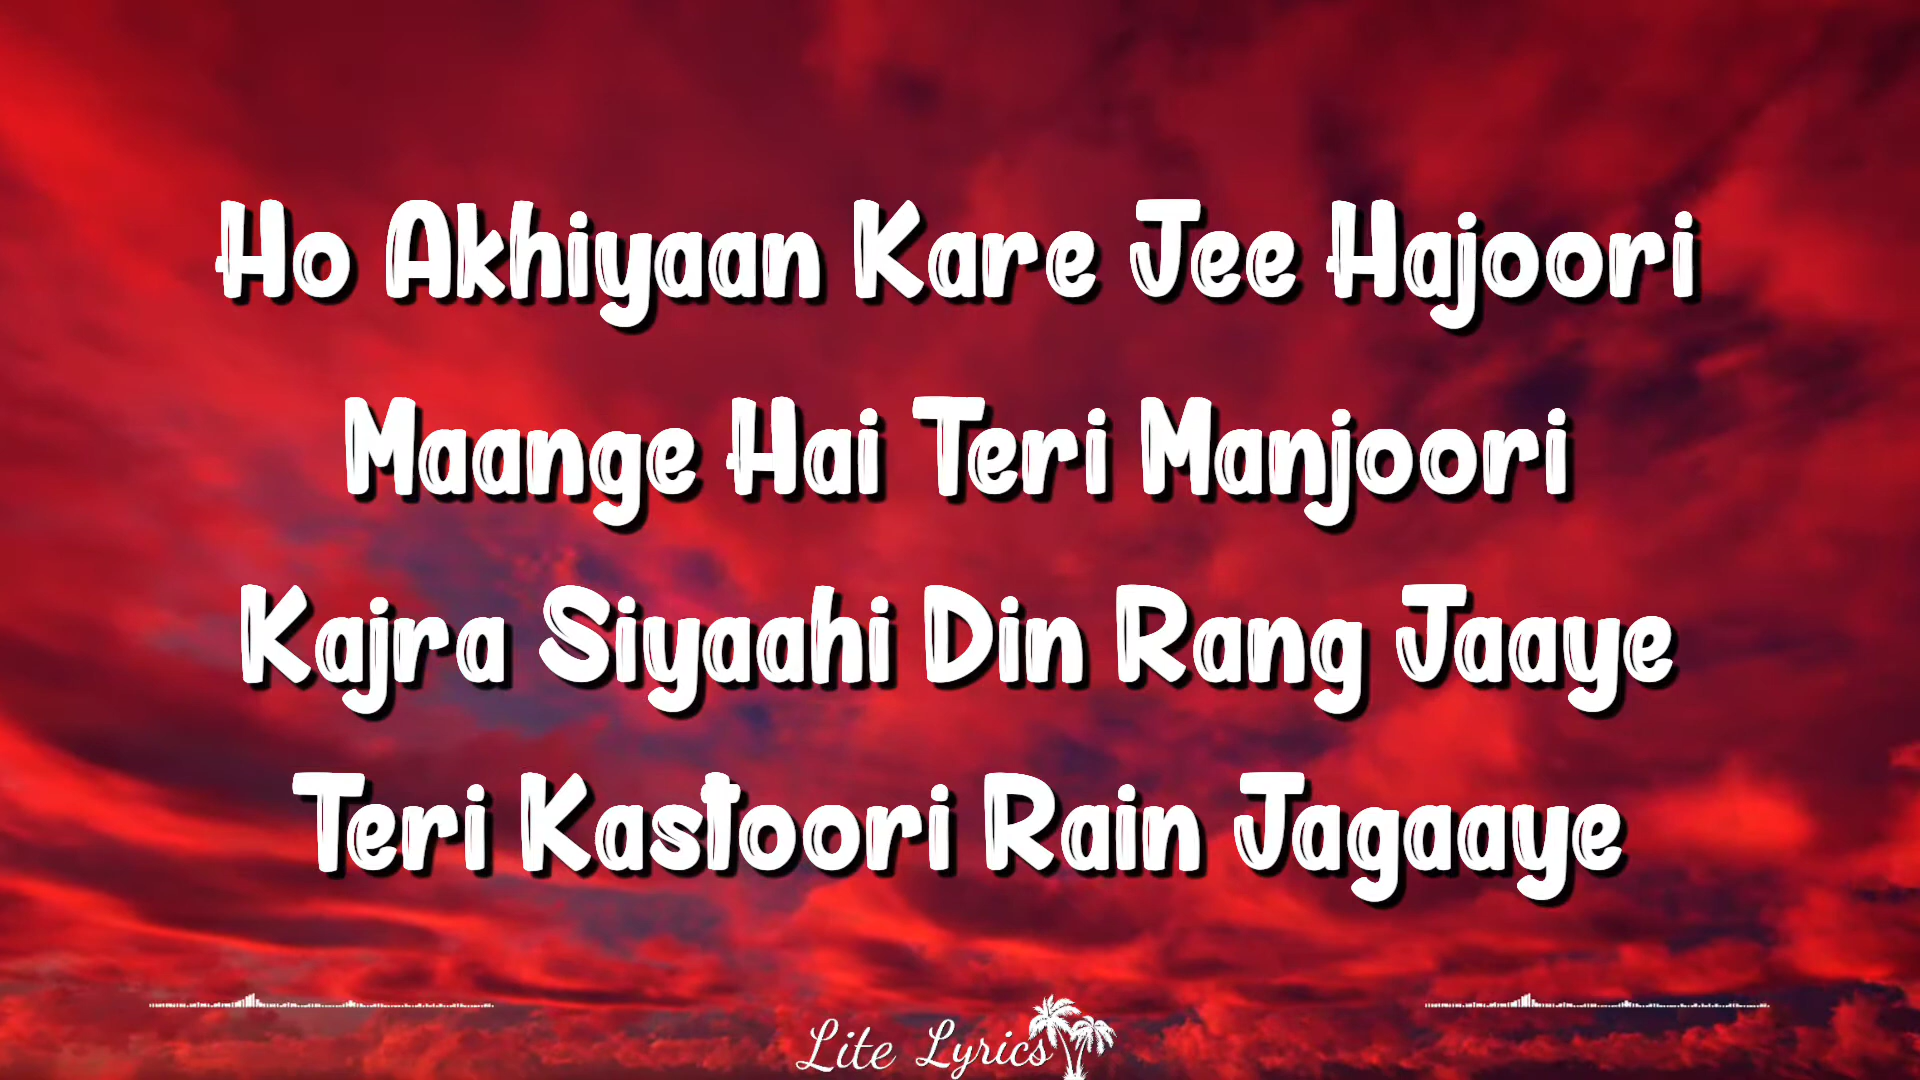 Ho Akhiyaan Kare Jee Hajoori
Maange Hai Teri Manjoori
Kajra Siyaahi Din Rang Jaaye
Teri Kastoori Rain Jagaaye
Lite Lyrics